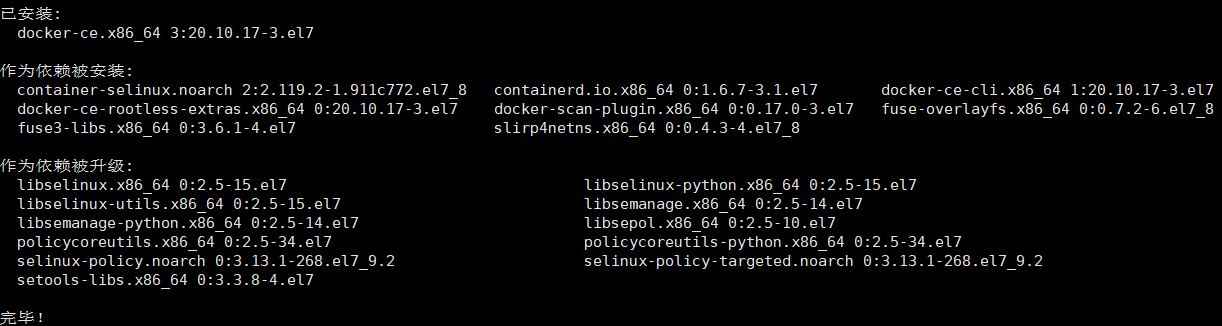 已安装:
docker-ce.x86_64 3:20.10.17-3.el7
作为依赖被安装:
container-selinux.noarch 2:2.119.2-1.911c772.el7_8 containerd.io.x86_64 0:1.6.7-3.1.el7 docker-ce-cli.x86_64 1:20.10.17-3.el7
docker-ce-rootless-extras.x86_64 0:20.10.17-3.el7 docker-scan-plugin.x86_64 0:0.17.0-3.el7 fuse-overlayfs.x86_64 0:0.7.2-6.el7_8
fuse3-libs.x86_64 0:3.6.1-4.el7 slirp4netns.x86_64 0:0.4.3-4.el7_8
作为依赖被升级:
libselinux.x86_64 0:2.5-15.el7 libselinux-python.x86_64 0:2.5-15.el7
libselinux-utils.x86_64 0:2.5-15.el7 libsemanage.x86_64 0:2.5-14.el7
libsemanage-python.x86_64 0:2.5-14.el7 libsepol.x86_64 0:2.5-10.el7
policycoreutils.x86_64 0:2.5-34.el7 policycoreutils-python.x86_64 0:2.5-34.el7
selinux-policy.noarch 0:3.13.1-268.el7_9.2 selinux-policy-targeted.noarch 0:3.13.1-268.el7_9.2
setools-libs.x86_64 0:3.3.8-4.el7
完毕！